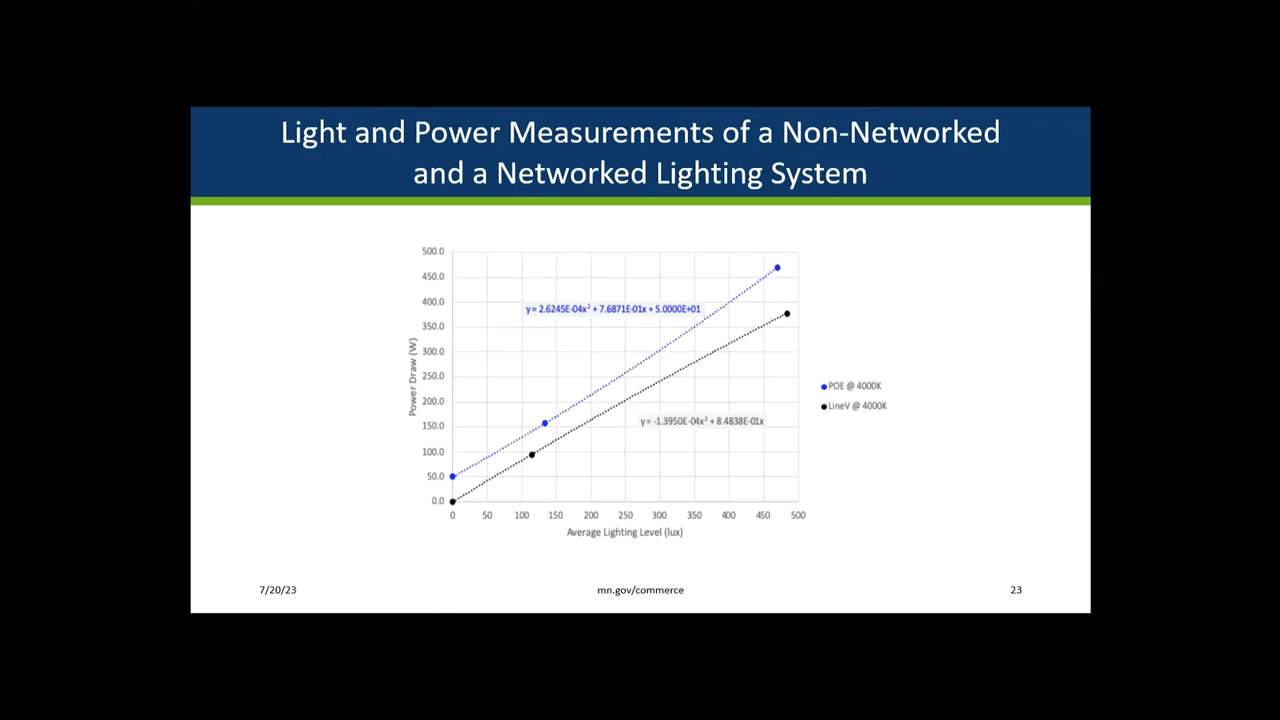 Light and Power Measurements of a Non-Networked
and a Networked Lighting System
500.0
450.0
400.0
350.0
300.0
250.0
200.0
150.0
100.0
50.0
0.0
Power Draw (W)
y = 2.6245E-04x² + 7.6871E-01x + 5.0000E+01
y = -1.3950E-04x² + 8.4838E-01x
POE @ 4000K
LineV @ 4000K
0 50 100 150 200 250 300 350 400 450 500
Average Lighting Level (lux)
7/20/23
mn.gov/commerce
23